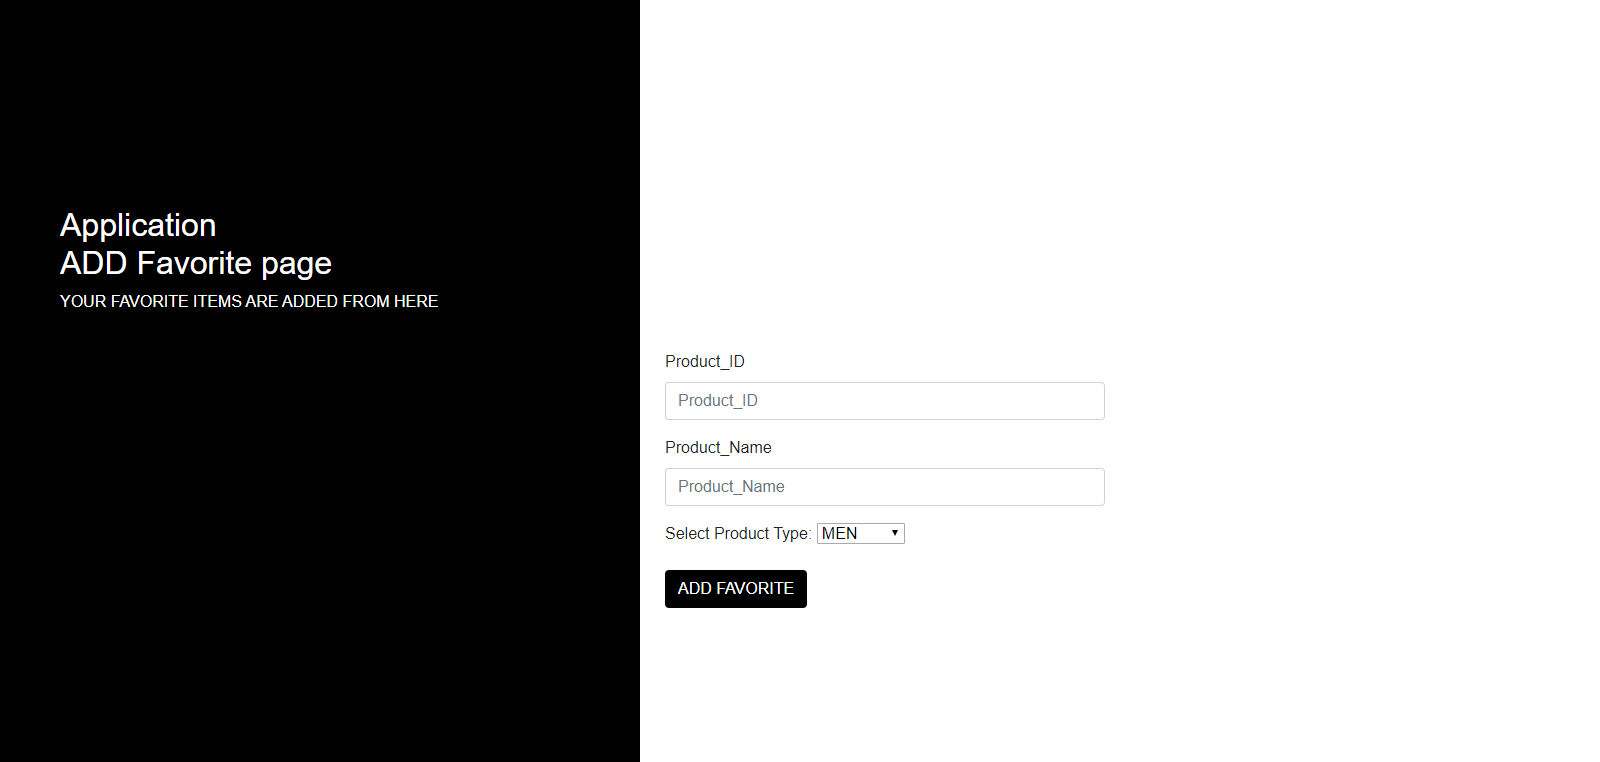 Application
ADD Favorite page
YOUR FAVORITE ITEMS ARE ADDED FROM HERE
Product_ID
Product_ID
Product_Name
Product_Name
Select Product Type: MEN
ADD FAVORITE